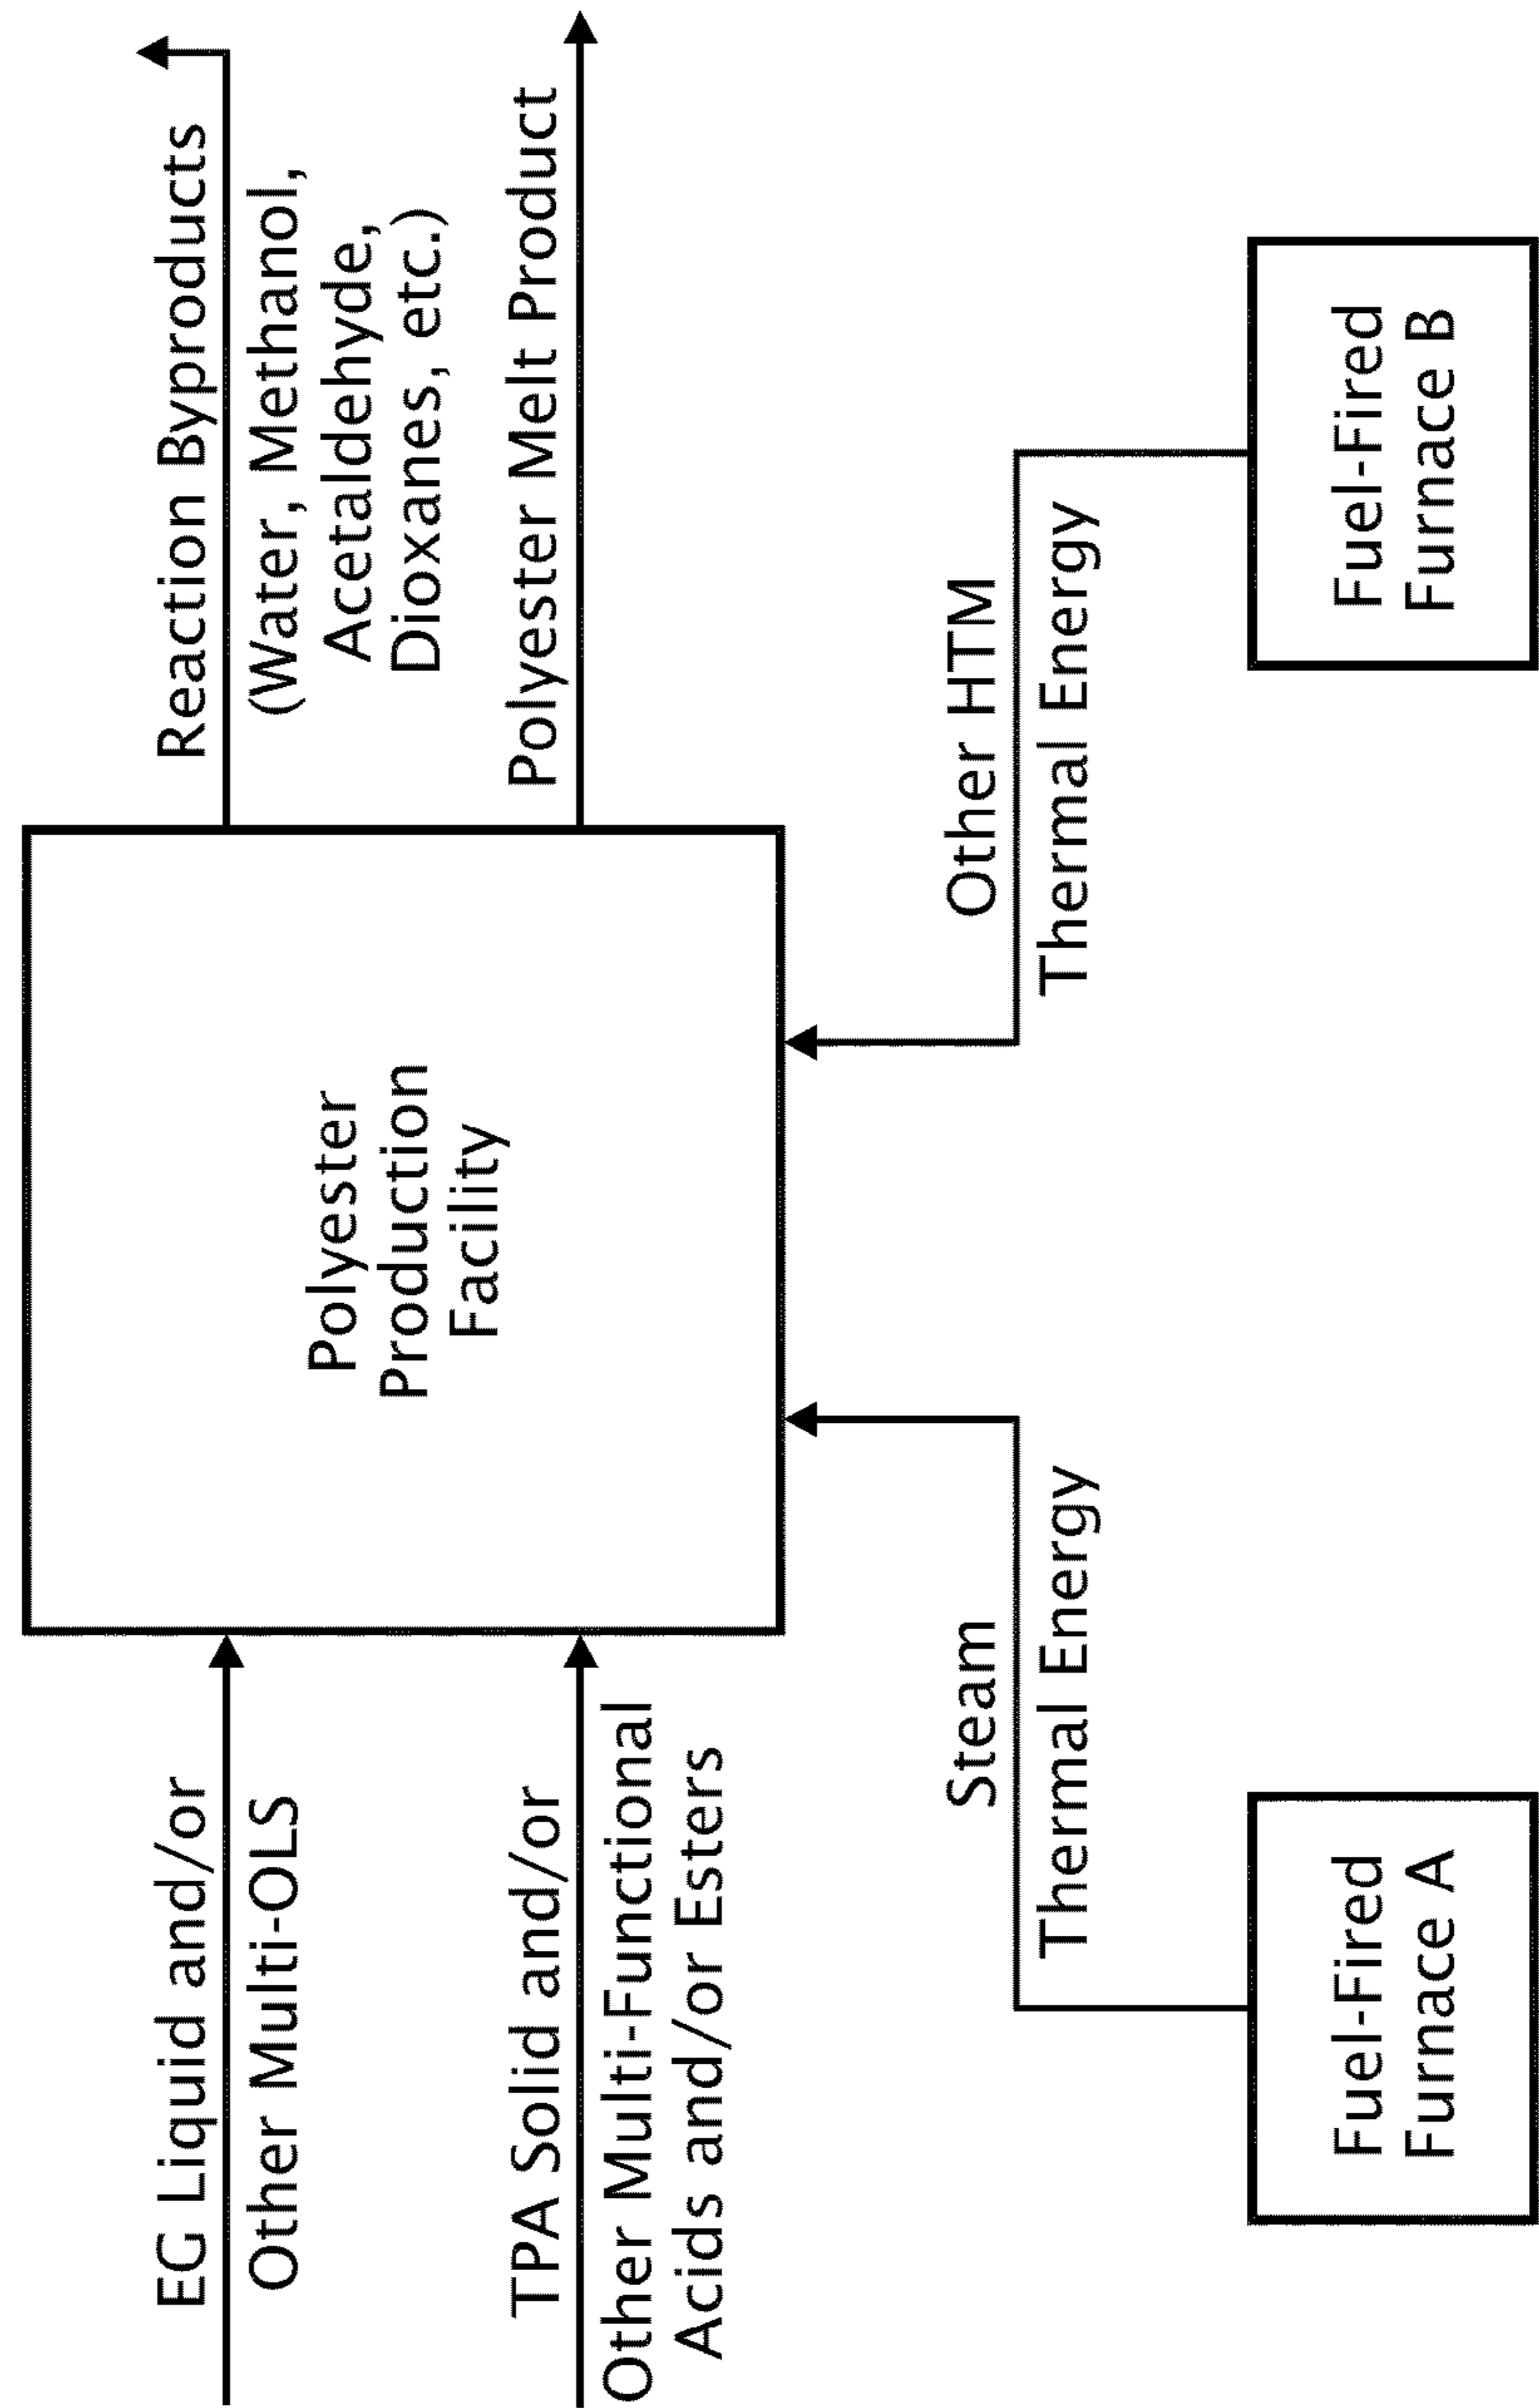 EG Liquid and/or
Other Multi-OLS
TPA Solid and/or
Other Multi-Functional
Acids and/or Esters
Polyester
Production
Facility
Reaction Byproducts
(Water, Methanol,
Acetaldehyde,
Dioxanes, etc.)
Polyester Melt Product
Steam
Thermal Energy
Other HTM
Thermal Energy
Fuel-Fired
Furnace A
Fuel-Fired
Furnace B